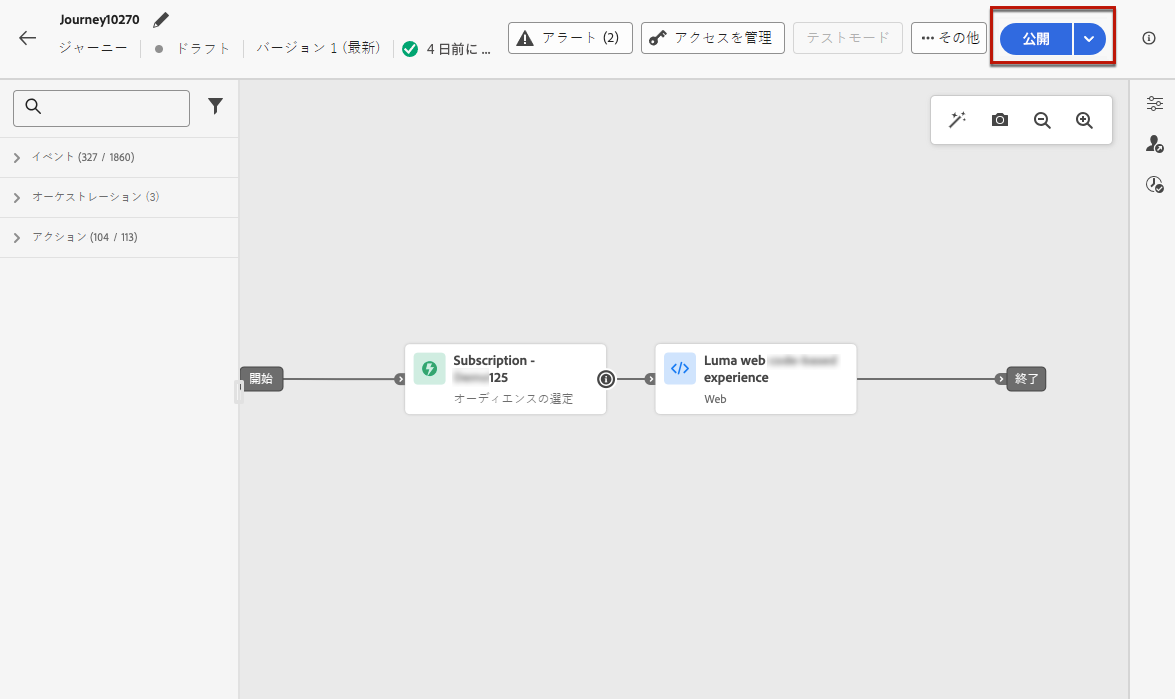 Journey10270
ジャーニー ドラフト バージョン 1 (最新) 4 日前に ...
アラート (2)
アクセスを管理
テストモード
その他
公開
イベント (327 / 1860)
オーケストレーション (3)
アクション (104 / 113)
開始
Subscription -
125
オーディエンスの選定
Luma web
experience
Web
終了